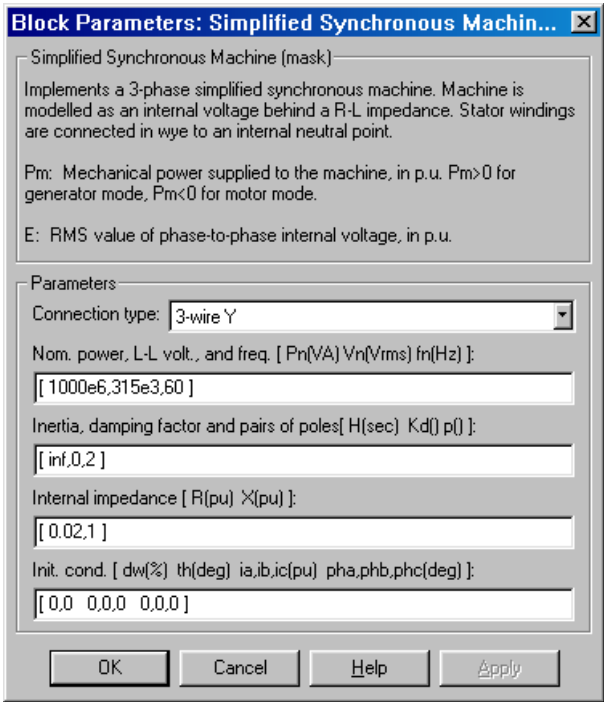 Block Parameters: Simplified Synchronous Machin...
Simplified Synchronous Machine (mask)
Implements a 3-phase simplified synchronous machine. Machine is
modelled as an internal voltage behind a R-L impedance. Stator windings
are connected in wye to an internal neutral point.
Pm: Mechanical power supplied to the machine, in p.u. Pm>0 for
generator mode, Pm<0 for motor mode.
E: RMS value of phase-to-phase internal voltage, in p.u.
Parameters
Connection type: 3-wire Y
Nom. power, L-L volt., and freq. [ Pn(VA) Vn(Vrms) fn(Hz) ]:
[ 1000e6,315e3,60 ]
Inertia, damping factor and pairs of poles[ H(sec) Kd() p() ]:
[ inf,0,2 ]
Internal impedance [ R(pu) X(pu) ]:
[ 0.02,1 ]
Init. cond. [ dw(%) th(deg) ia,ib,ic(pu) pha,phb,phc(deg) ]:
[ 0,0 0,0,0 0,0,0 ]
OK Cancel Help Apply